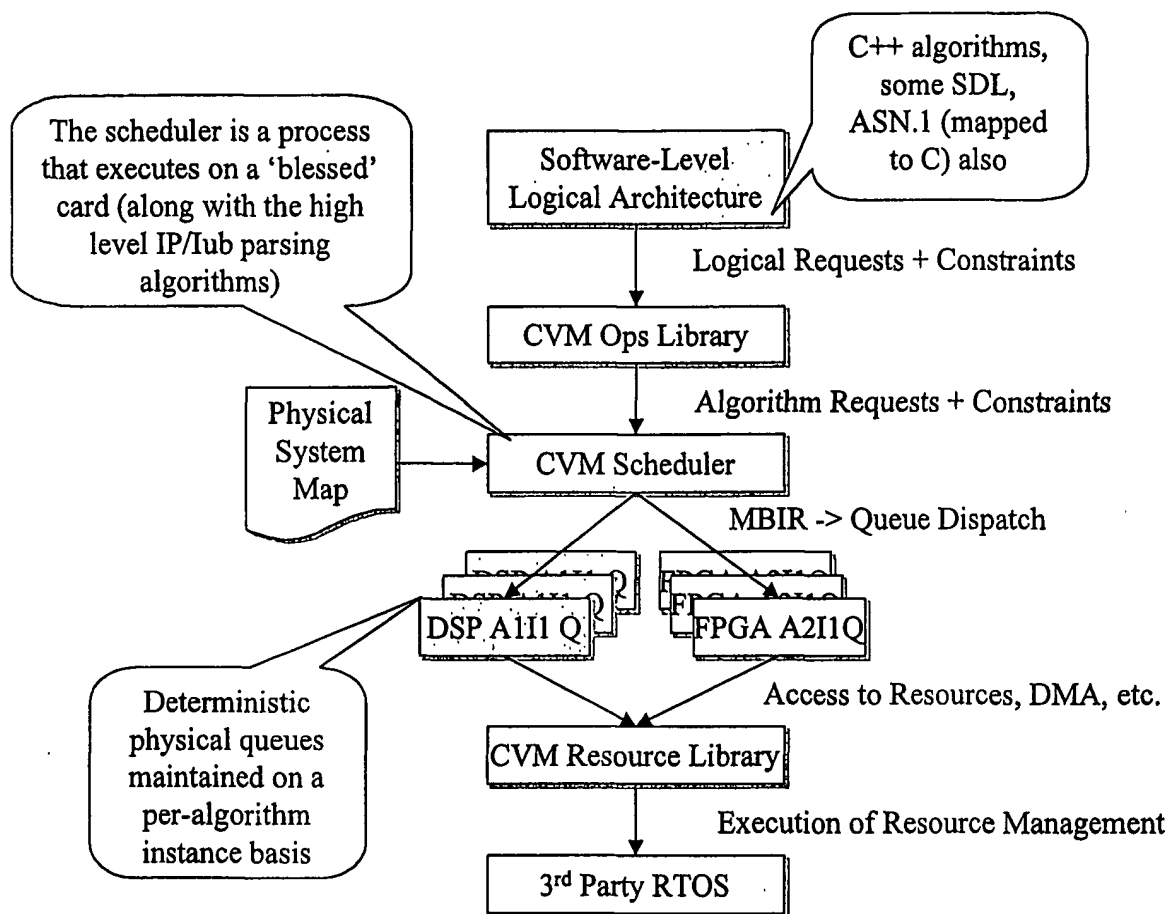 C++ algorithms,
some SDL,
ASN.1 (mapped
to C) also
The scheduler is a process
that executes on a ‘blessed’
card (along with the high
level IP/Iub parsing
algorithms)
Software-Level
Logical Architecture
Logical Requests + Constraints
CVM Ops Library
Algorithm Requests + Constraints
Physical
System
Map
CVM Scheduler
MBIR -> Queue Dispatch
DSP A1I1 Q
FPGA A2I1Q
Deterministic
physical queues
maintained on a
per-algorithm
instance basis
Access to Resources, DMA, etc.
CVM Resource Library
Execution of Resource Management
3rd Party RTOS